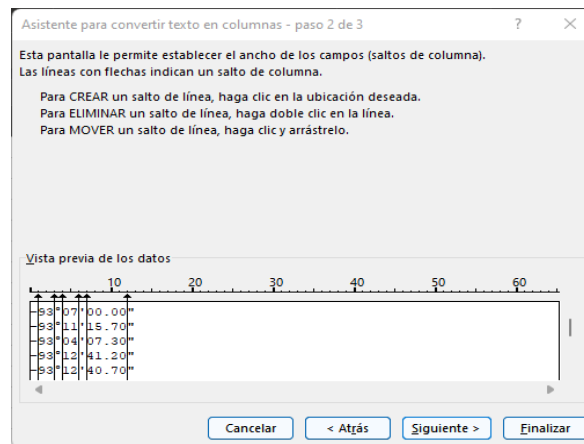 Asistente para convertir texto en columnas - paso 2 de 3 ? ×
Esta pantalla le permite establecer el ancho de los campos (saltos de columna).
Las líneas con flechas indican un salto de columna.
Para CREAR un salto de línea, haga clic en la ubicación deseada.
Para ELIMINAR un salto de línea, haga doble clic en la línea.
Para MOVER un salto de línea, haga clic y arrástrelo.
Vista previa de los datos
10 20 30 40 50 60
-93°07'00.00"
-93°11'15.70"
-93°04'07.30"
-93°12'41.20"
-93°12'40.70"
Cancelar < Atrás Siguiente > Finalizar